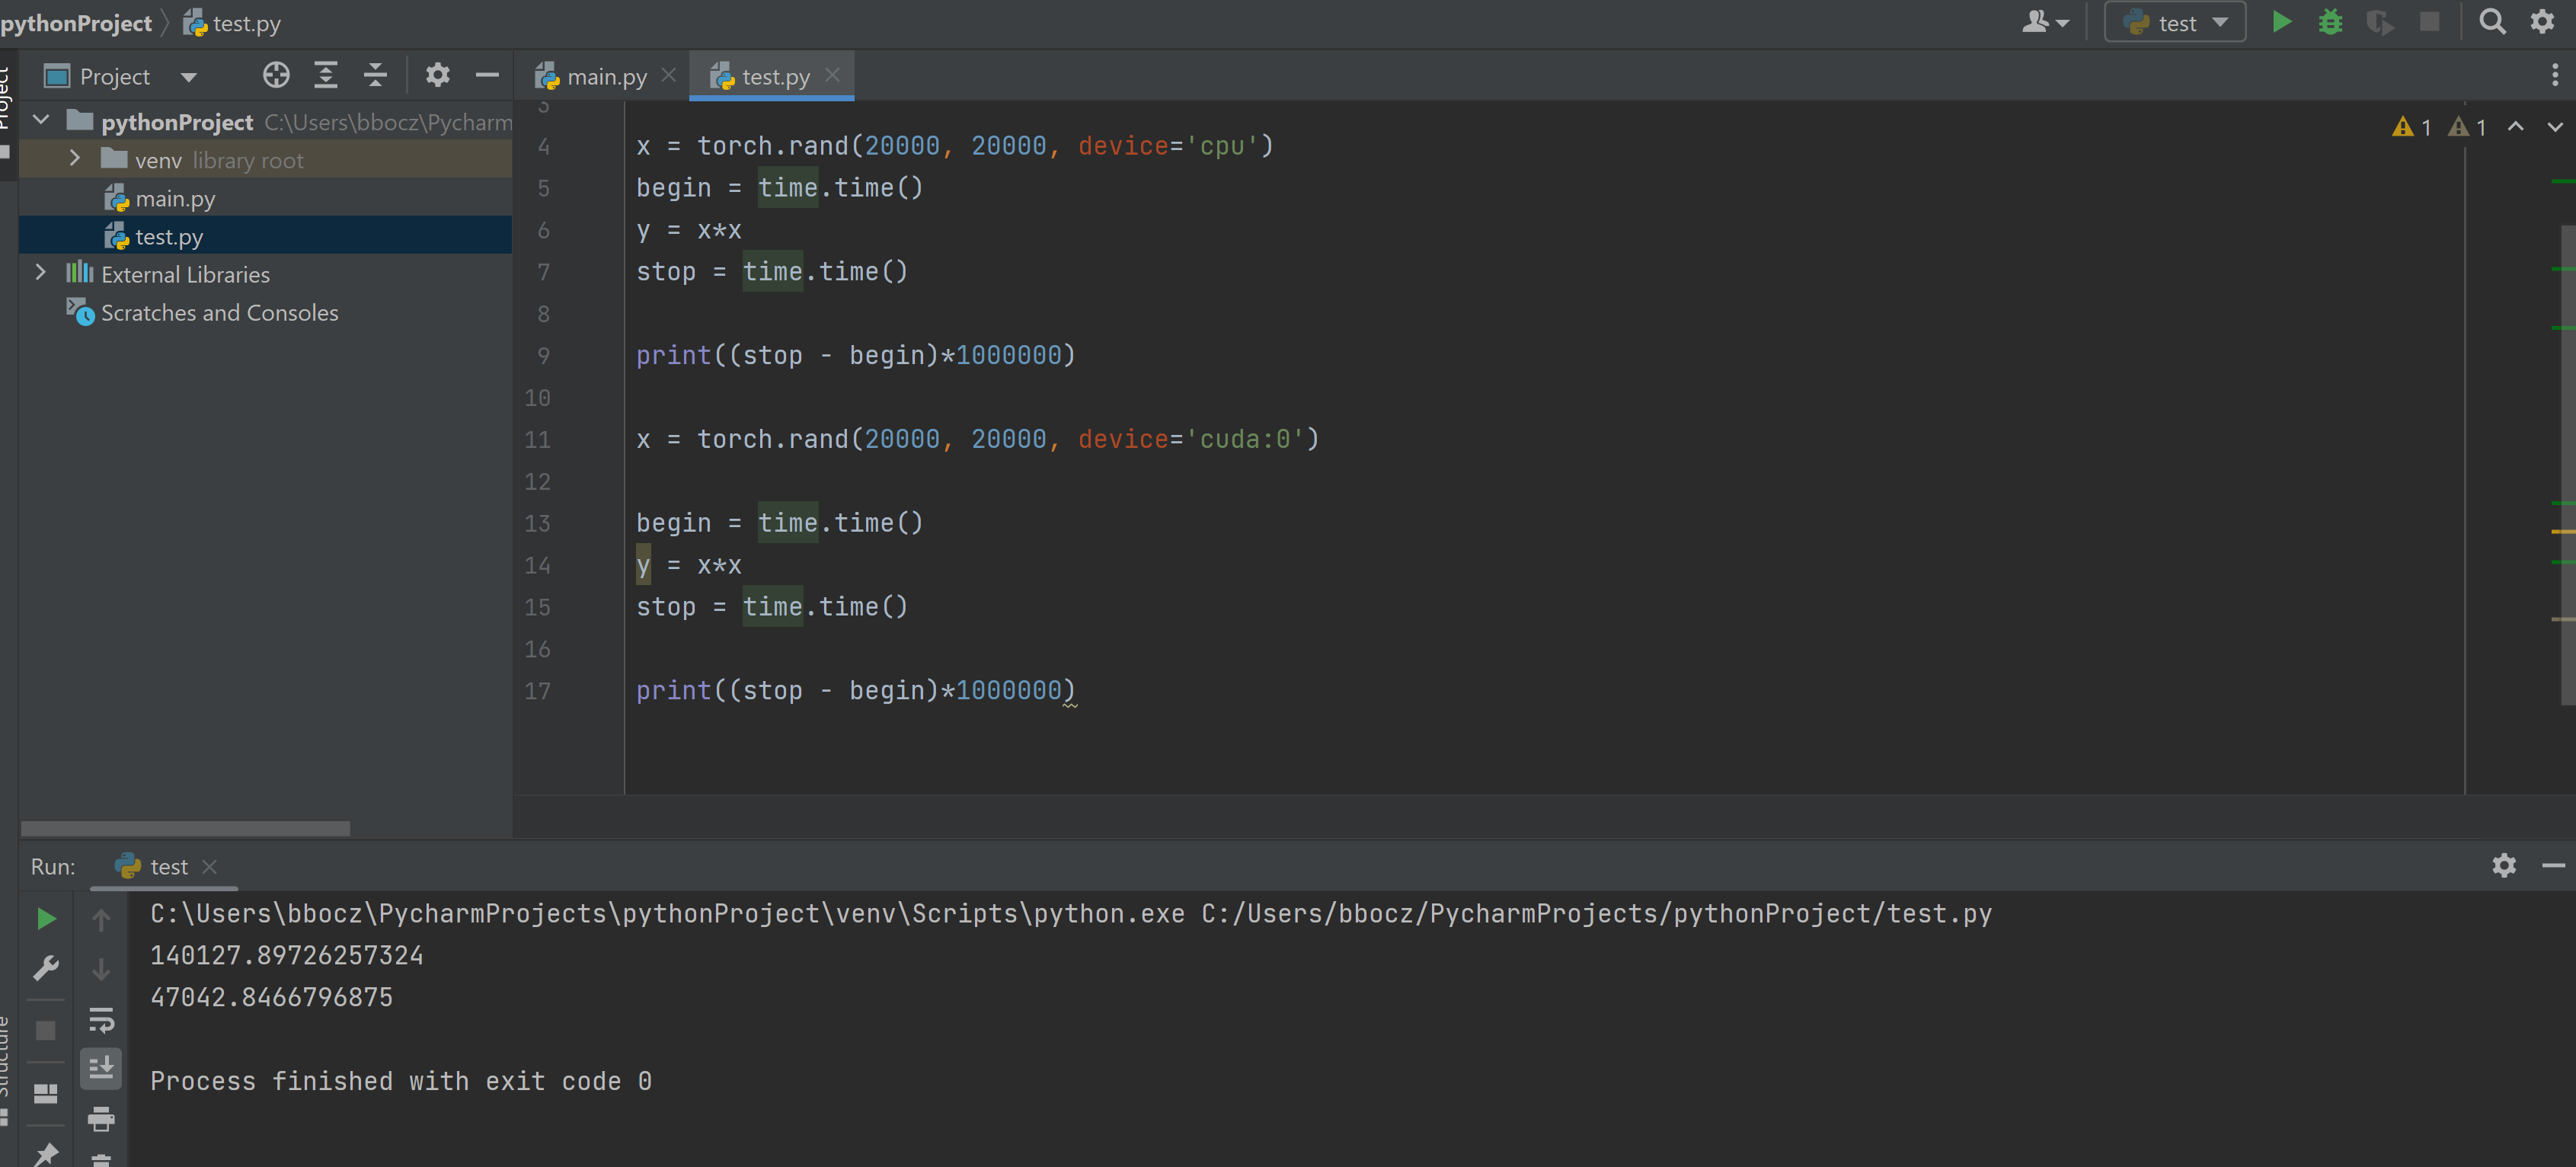 pythonProject test.py
test
Project
Project
main.py
test.py
pythonProject C:\Users\bbocz\Pycharm
venv library root
main.py
test.py
External Libraries
Scratches and Consoles
1 1
3
4 x = torch.rand(20000, 20000, device='cpu')
5 begin = time.time()
6 y = x*x
7 stop = time.time()
8
9 print((stop - begin)*1000000)
10
11 x = torch.rand(20000, 20000, device='cuda:0')
12
13 begin = time.time()
14 y = x*x
15 stop = time.time()
16
17 print((stop - begin)*1000000)
Run: test
Structure
C:\Users\bbocz\PycharmProjects\pythonProject\venv\Scripts\python.exe C:/Users/bbocz/PycharmProjects/pythonProject/test.py
140127.89726257324
47042.8466796875
Process finished with exit code 0